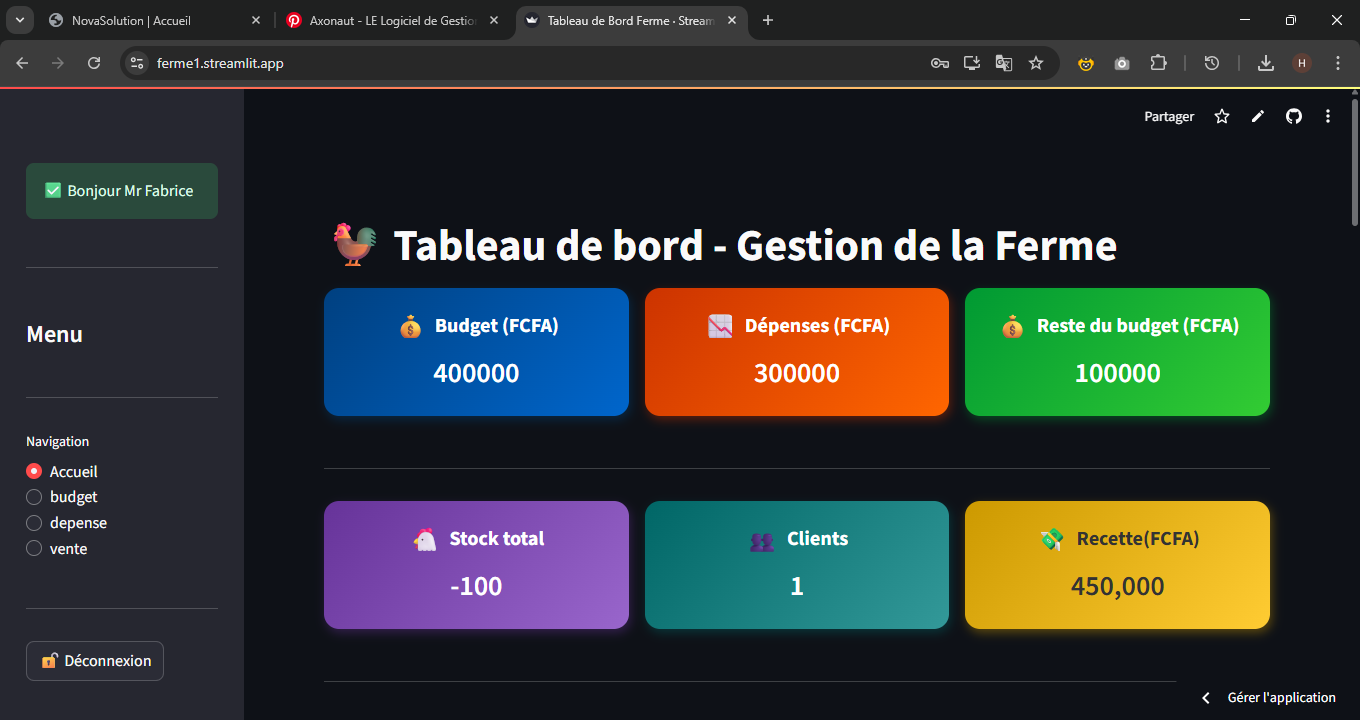 NovaSolution | Accueil
Axonaut - LE Logiciel de Gestio
Tableau de Bord Ferme · Stream
ferme1.streamlit.app
H
Partager
Bonjour Mr Fabrice
Menu
Navigation
Accueil
budget
depense
vente
Déconnexion
Tableau de bord - Gestion de la Ferme
Budget (FCFA)
400000
Dépenses (FCFA)
300000
Reste du budget (FCFA)
100000
Stock total
-100
Clients
1
Recette(FCFA)
450,000
Gérer l'application